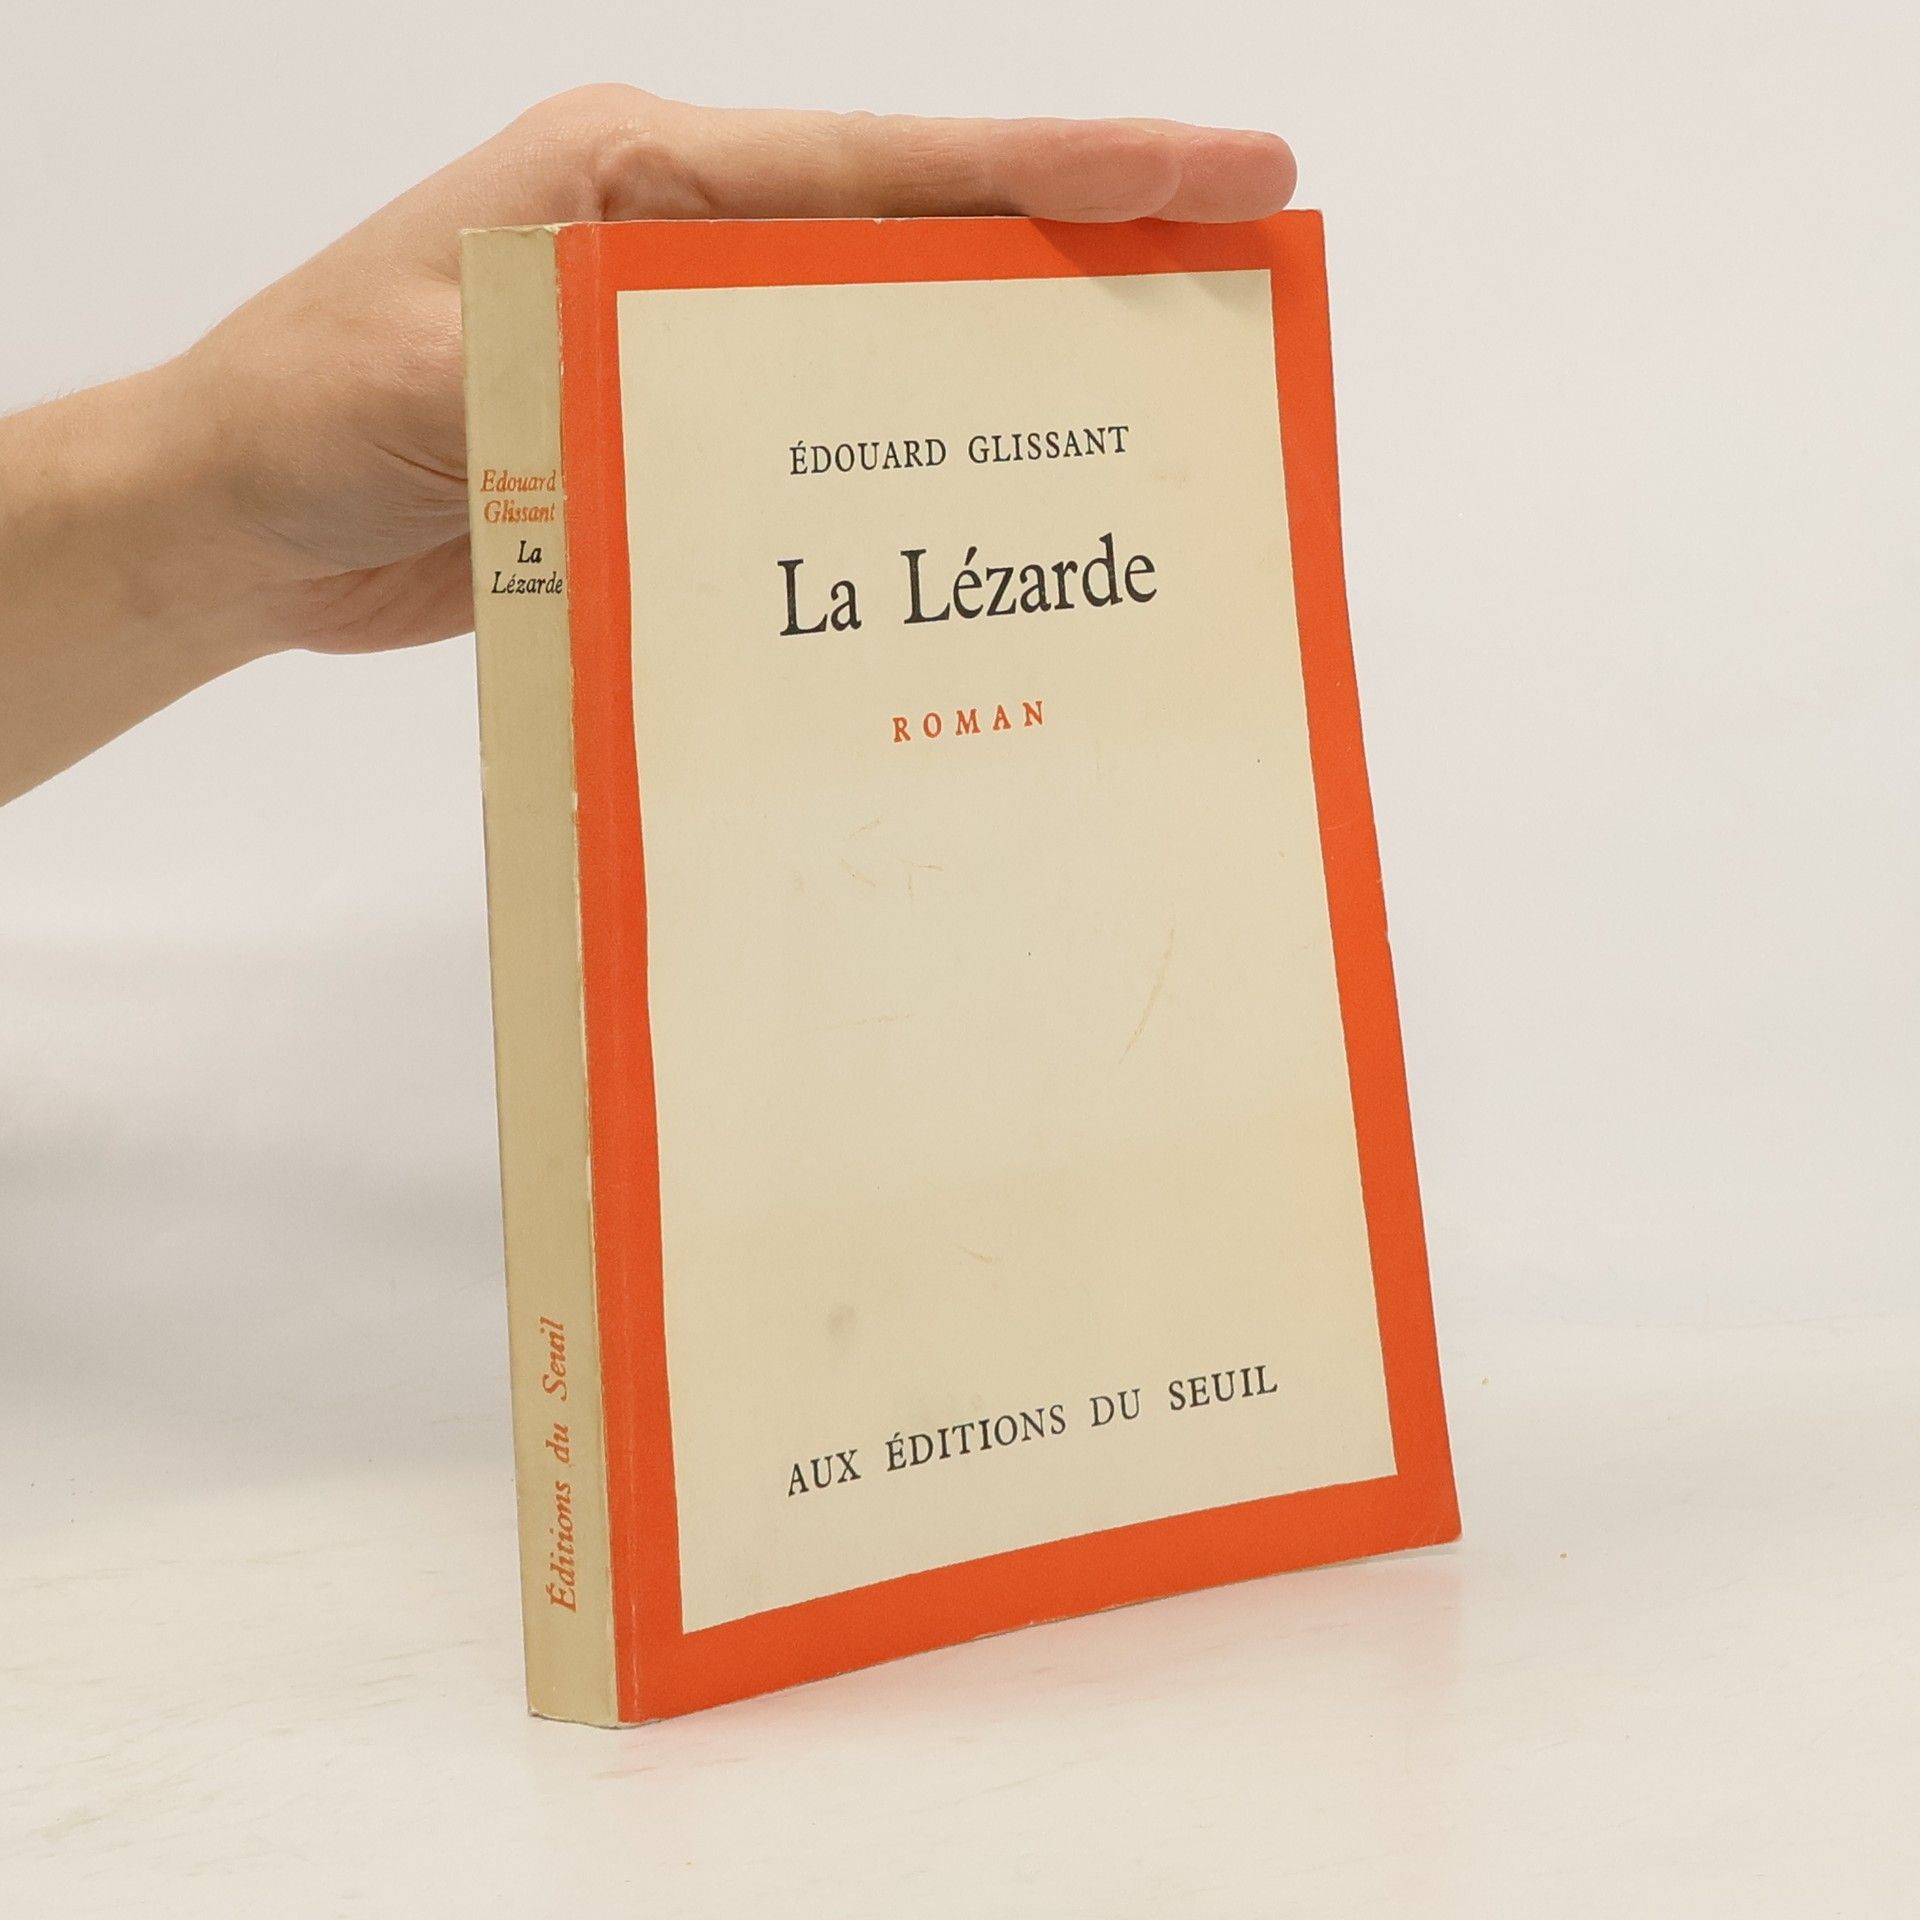 ÉDOUARD GLISSANT
La Lézarde
ROMAN
AUX ÉDITIONS DU SEUIL
Edouard
Glissant
La
Lézarde
Éditions du Seuil